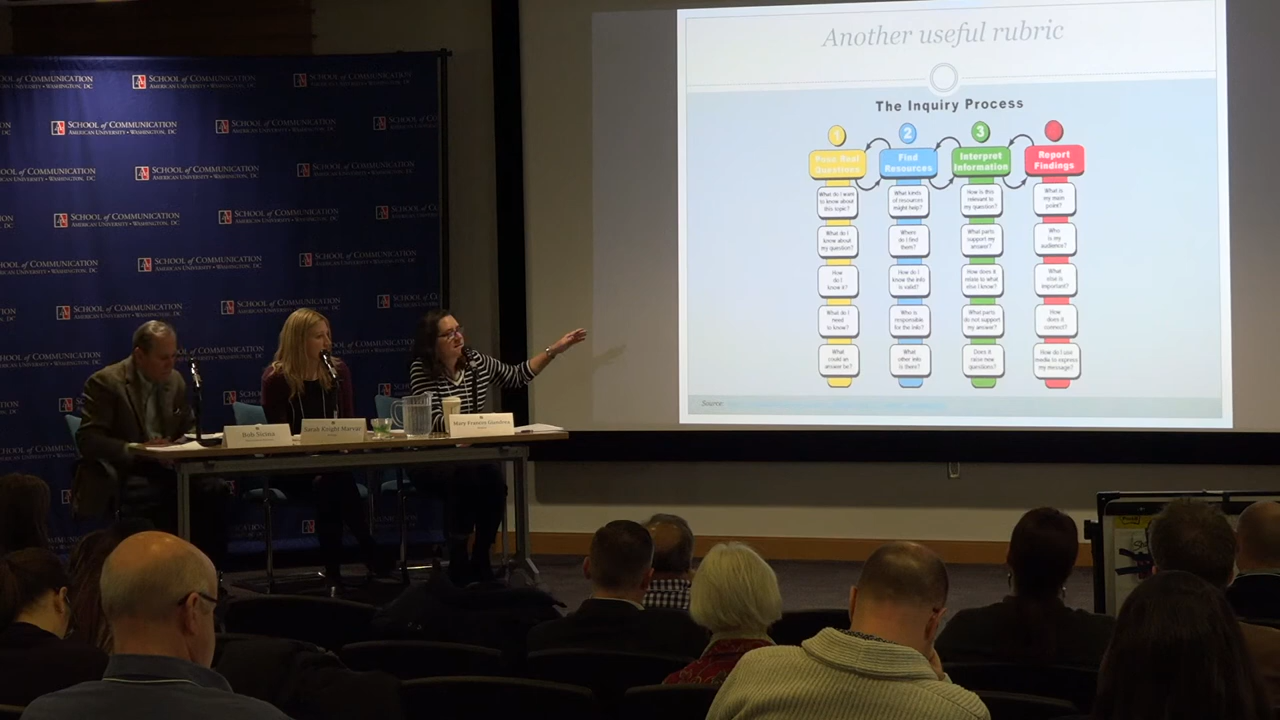 Another useful rubric
The Inquiry Process
1
2
3
Pose Real
Questions
Find
Resources
Interpret
Information
Report
Findings
What do I want
to know about
this topic?
What do I
know about
my question?
How
do I
know it?
What do I
need
to know?
What
could an
answer be?
What kinds
of resources
might help?
Where
do I find
them?
How do I
know the info
is valid?
Who is
responsible
for the info?
What
other info
is there?
How is this
relevant to
my question?
What parts
support my
answer?
How does it
relate to what
else I know?
What parts
do not support
my answer?
Does it
raise new
questions?
What is
my main
point?
Who
is my
audience?
What
else is
important?
How
does it
connect?
How do I use
media to express
my message?
Source
SCHOOL of COMMUNICATION
AMERICAN UNIVERSITY • WASHINGTON, DC